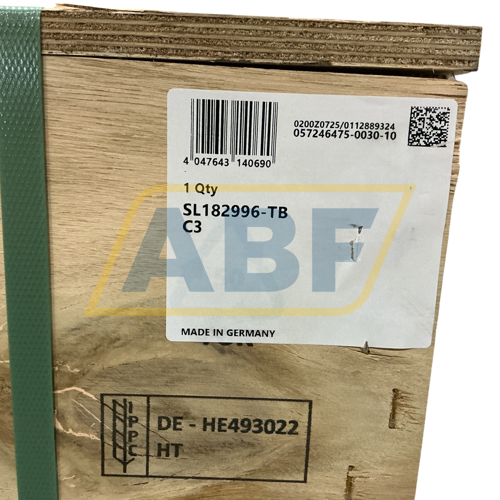 0200Z0725/0112889324
057246475-0030-10
4 047643 140690
1 Qty
SL182996-TB
C3
ABF
MADE IN GERMANY
IPPC
DE - HE493022
HT